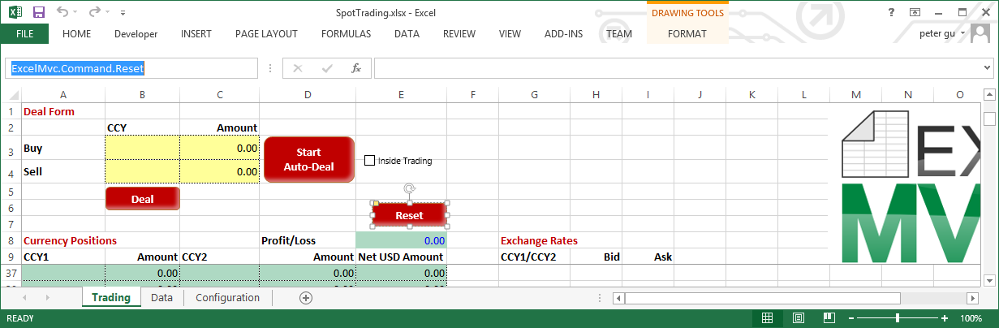 SpotTrading.xlsx - Excel
DRAWING TOOLS
FILE HOME Developer INSERT PAGE LAYOUT FORMULAS DATA REVIEW VIEW ADD-INS TEAM FORMAT peter gu
ExcelMvc.Command.Reset fx
A B C D E F G H I J K L M N O
1 Deal Form
2 CCY Amount
3 Buy 0.00
Start
Auto-Deal
Inside Trading
4 Sell 0.00
5
Deal
6
Reset
7
8 Currency Positions Profit/Loss 0.00 Exchange Rates
9 CCY1 Amount CCY2 Amount Net USD Amount CCY1/CCY2 Bid Ask
37 0.00 0.00 0.00
EX
MV
Trading Data Configuration
READY 100%